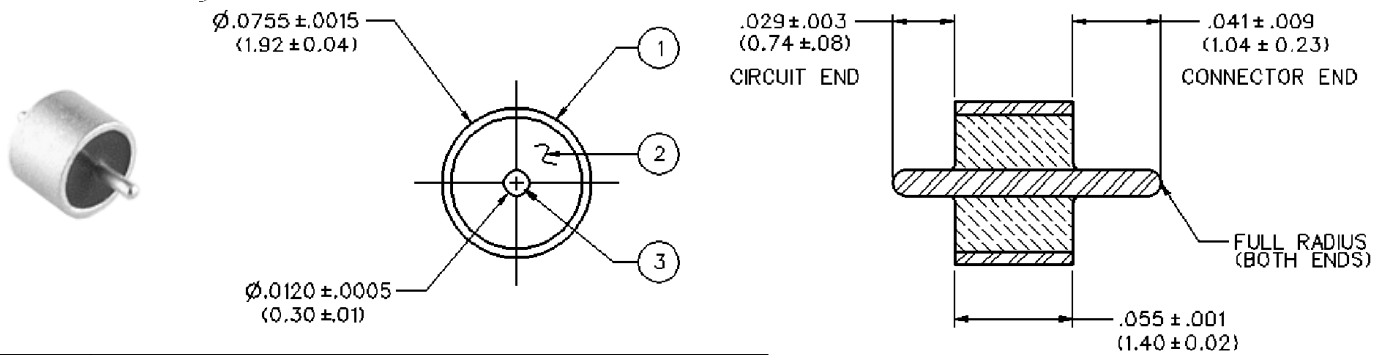 Ø.0755±.0015
(1.92±0.04)
1
2
3
Ø.0120±.0005
(0.30±.01)
.029±.003
(0.74±.08)
CIRCUIT END
.041±.009
(1.04±0.23)
CONNECTOR END
FULL RADIUS
(BOTH ENDS)
.055±.001
(1.40±0.02)